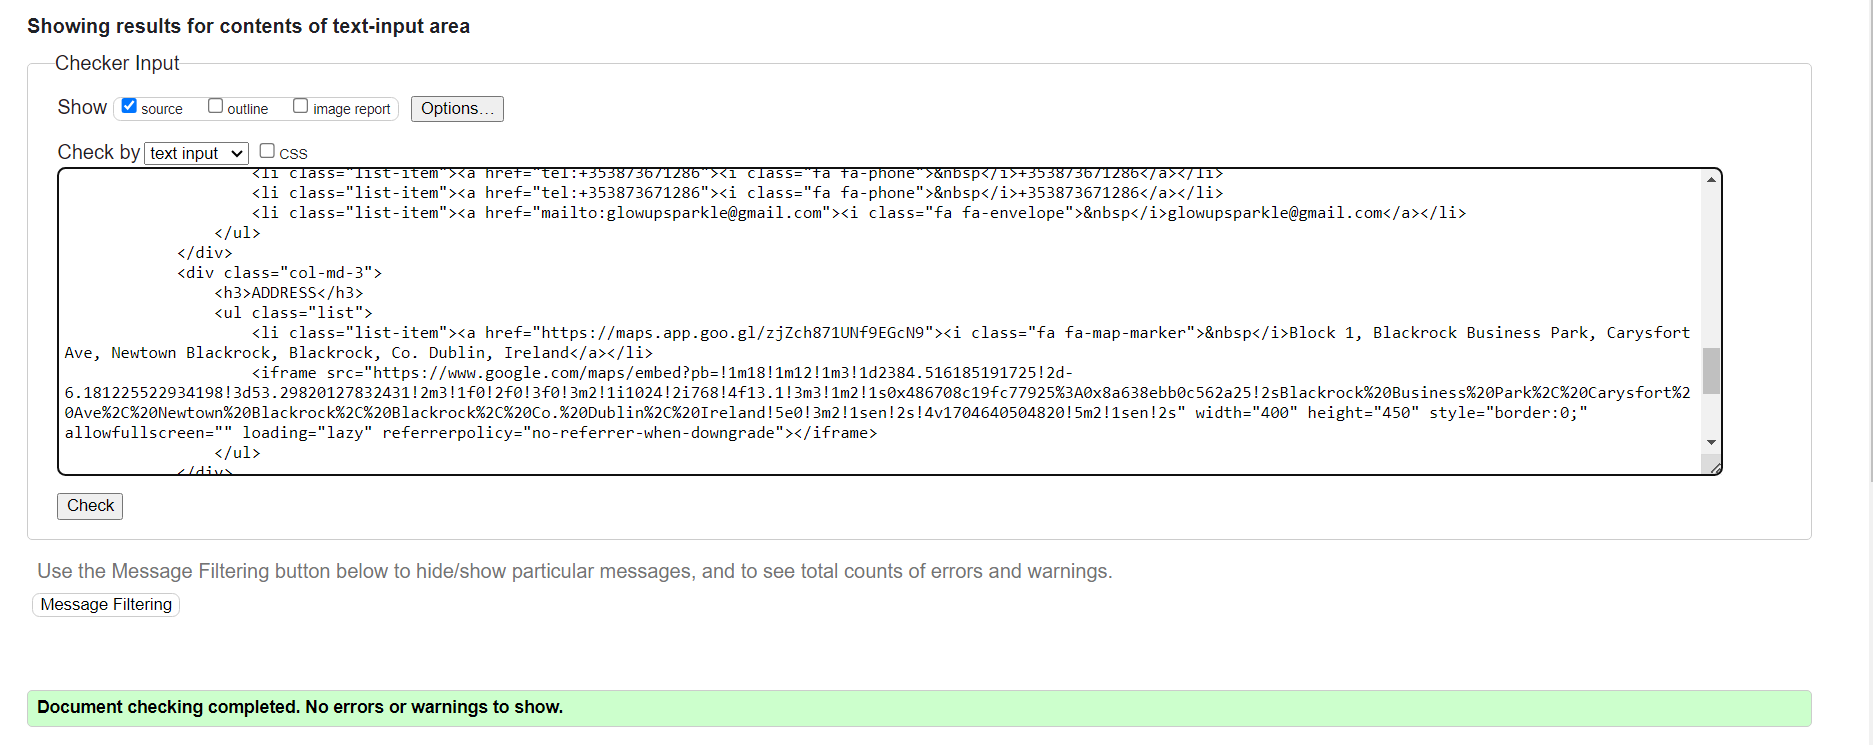 Showing results for contents of text-input area
Checker Input
Show source outline image report Options...
Check by text input CSS
<li class="list-item"><a href="tel:+353873671286"><i class="fa fa-phone">&nbsp</i>+353873671286</a></li>
<li class="list-item"><a href="tel:+353873671286"><i class="fa fa-phone">&nbsp</i>+353873671286</a></li>
<li class="list-item"><a href="mailto:glowupsparkle@gmail.com"><i class="fa fa-envelope">&nbsp</i>glowupsparkle@gmail.com</a></li>
</ul>
</div>
<div class="col-md-3">
<h3>ADDRESS</h3>
<ul class="list">
<li class="list-item"><a href="https://maps.app.goo.gl/zjZch871UNf9EGcN9"><i class="fa fa-map-marker">&nbsp</i>Block 1, Blackrock Business Park, Carysfort
Ave, Newtown Blackrock, Blackrock, Co. Dublin, Ireland</a></li>
<iframe src="https://www.google.com/maps/embed?pb=!1m18!1m12!1m3!1d2384.516185191725!2d-
6.181225522934198!3d53.29820127832431!2m3!1f0!2f0!3f0!3m2!1i1024!2i768!4f13.1!3m3!1m2!1s0x486708c19fc77925%3A0x8a638ebb0c562a25!2sBlackrock%20Business%20Park%2C%20Carysfort%2
0Ave%2C%20Newtown%20Blackrock%2C%20Blackrock%2C%20Co.%20Dublin%2C%20Ireland!5e0!3m2!1sen!2s!4v1704640504820!5m2!1sen!2s" width="400" height="450" style="border:0;"
allowfullscreen="" loading="lazy" referrerpolicy="no-referrer-when-downgrade"></iframe>
</ul>
</div>
Check
Use the Message Filtering button below to hide/show particular messages, and to see total counts of errors and warnings.
Message Filtering
Document checking completed. No errors or warnings to show.